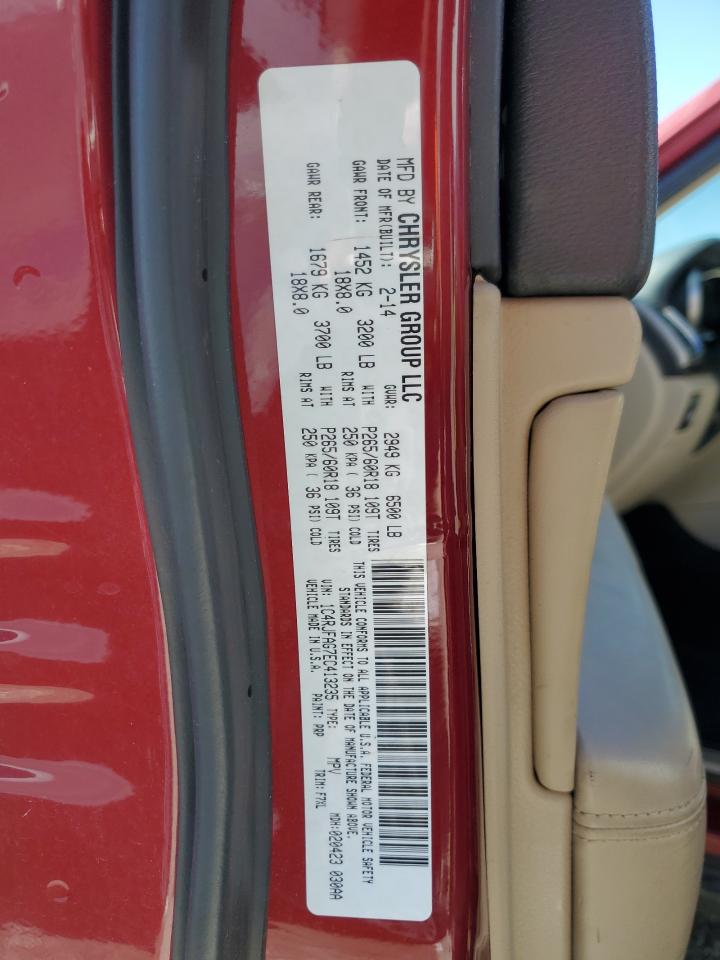 MFD BY CHRYSLER GROUP LLC
DATE OF MFR(BUILT): 2-14 GVWR: 2949 KG 6500 LB
GAWR FRONT: 1452 KG 3200 LB WITH P265/60R18 109T TIRES
18X8.0 RIMS AT 250 KPA ( 36 PSI) COLD
GAWR REAR: 1679 KG 3700 LB WITH P265/60R18 109T TIRES
18X8.0 RIMS AT 250 KPA ( 36 PSI) COLD
THIS VEHICLE CONFORMS TO ALL APPLICABLE U.S.A. FEDERAL MOTOR VEHICLE SAFETY
STANDARDS IN EFFECT ON THE DATE OF MANUFACTURE SHOWN ABOVE.
VIN: 1C4RJFAG7EC413235 TYPE: MPV MDH:020423 030AA
VEHICLE MADE IN U.S.A. PAINT: PRP TRIM:F7XL